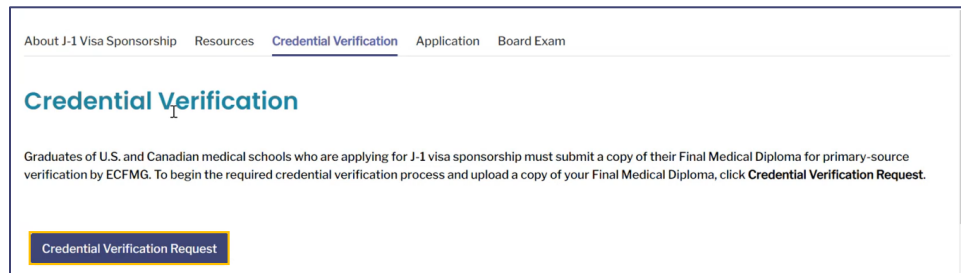 About J-1 Visa Sponsorship Resources Credential Verification Application Board Exam
Credential Verification
Graduates of U.S. and Canadian medical schools who are applying for J-1 visa sponsorship must submit a copy of their Final Medical Diploma for primary-source
verification by ECFMG. To begin the required credential verification process and upload a copy of your Final Medical Diploma, click Credential Verification Request.
Credential Verification Request